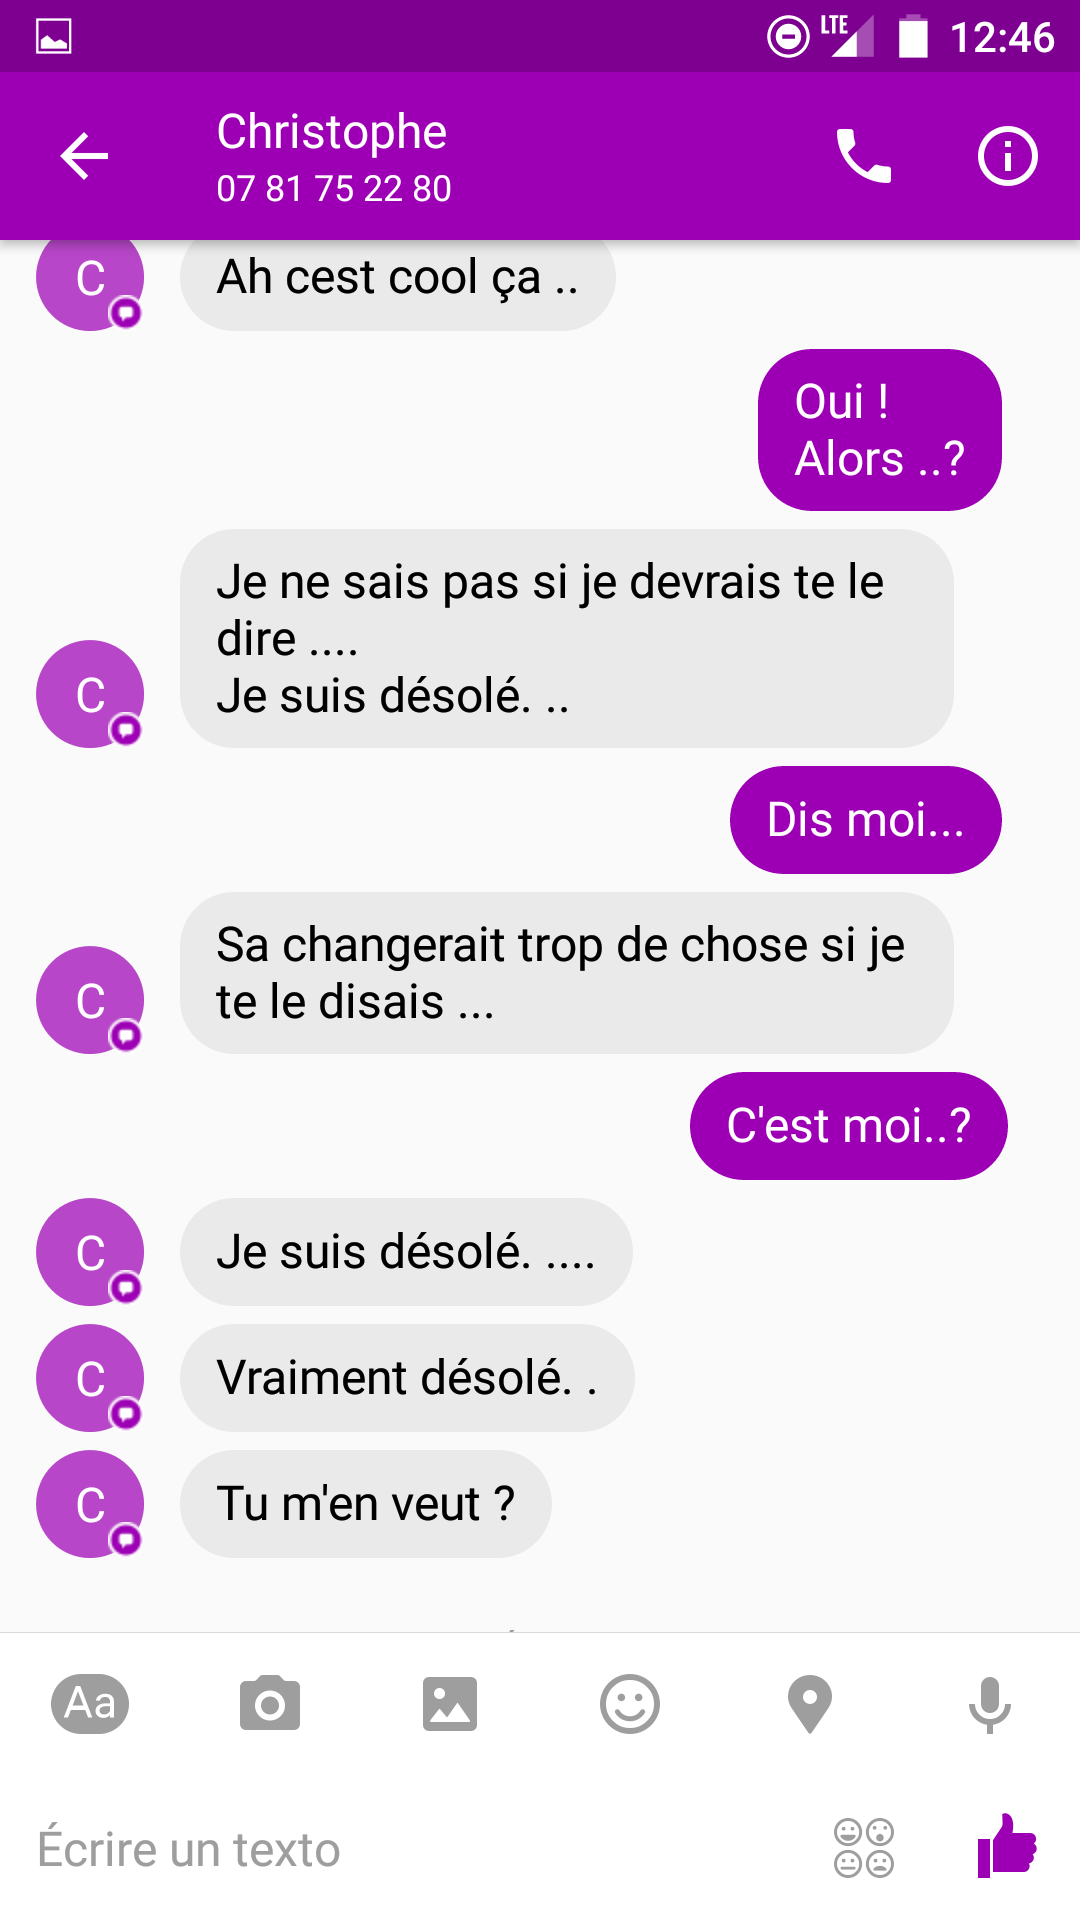 LTE 12:46
Christophe
07 81 75 22 80
C
Ah cest cool ça ..
Oui !
Alors ..?
Je ne sais pas si je devrais te le
dire ....
Je suis désolé. ..
C
Dis moi...
Sa changerait trop de chose si je
te le disais ...
C
C'est moi..?
C
Je suis désolé. ....
C
Vraiment désolé. .
C
Tu m'en veut ?
Aa
Écrire un texto